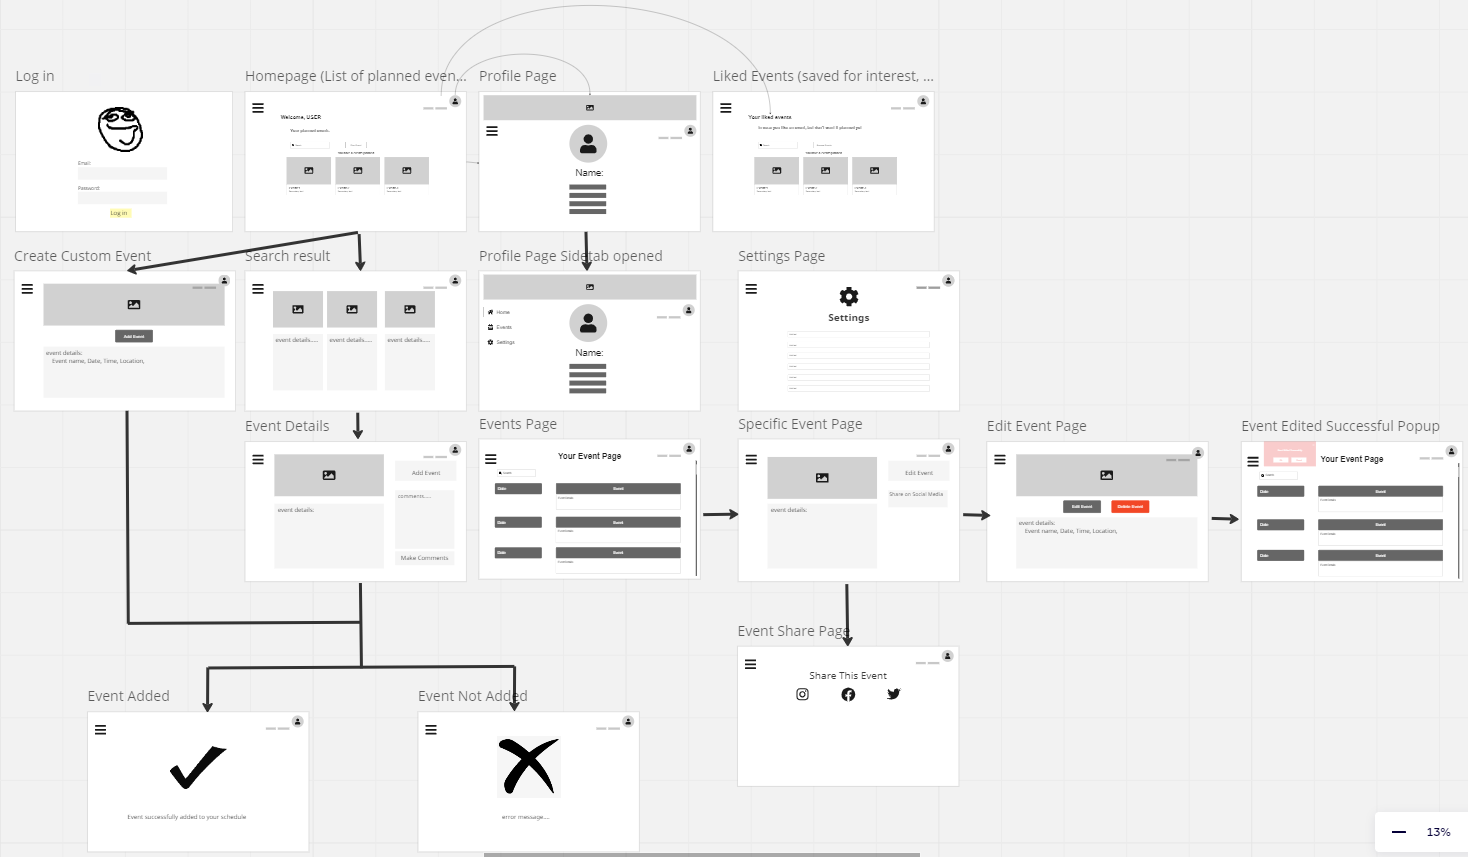 Log in
Homepage (List of planned even...
Profile Page
Liked Events (saved for interest, ...
Email:
Password:
Log in
Welcome, USER
Your planned events:
Name:
Your liked events
Create Custom Event
Search result
Profile Page Sidetab opened
Settings Page
Add Event
event details:
Event name, Date, Time, Location,
event details.....
event details.....
event details.....
Home
Events
Settings
Name:
Settings
Event Details
Events Page
Specific Event Page
Edit Event Page
Event Edited Successful Popup
Add Event
comments.....
event details:
Make Comments
Your Event Page
Date
Event
Date
Event
Date
Event
Edit Event
Share on Social Media
event details:
Edit Event
Delete Event
event details:
Event name, Date, Time, Location,
Your Event Page
Date
Event
Date
Event
Date
Event
Event Share Page
Share This Event
Event Added
Event Not Added
Event successfully added to your schedule
error message....
13%